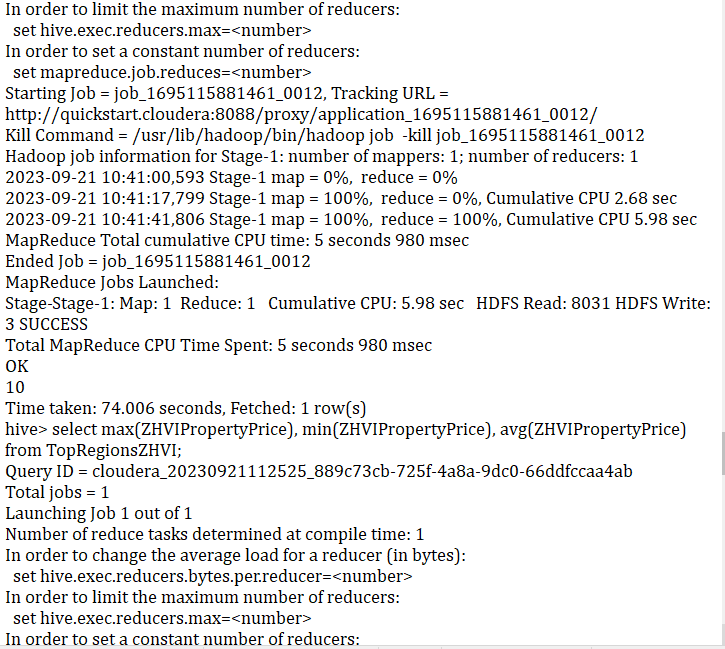 In order to limit the maximum number of reducers:
set hive.exec.reducers.max=<number>
In order to set a constant number of reducers:
set mapreduce.job.reduces=<number>
Starting Job = job_1695115881461_0012, Tracking URL =
http://quickstart.cloudera:8088/proxy/application_1695115881461_0012/
Kill Command = /usr/lib/hadoop/bin/hadoop job  -kill job_1695115881461_0012
Hadoop job information for Stage-1: number of mappers: 1; number of reducers: 1
2023-09-21 10:41:00,593 Stage-1 map = 0%,  reduce = 0%
2023-09-21 10:41:17,799 Stage-1 map = 100%,  reduce = 0%, Cumulative CPU 2.68 sec
2023-09-21 10:41:41,806 Stage-1 map = 100%,  reduce = 100%, Cumulative CPU 5.98 sec
MapReduce Total cumulative CPU time: 5 seconds 980 msec
Ended Job = job_1695115881461_0012
MapReduce Jobs Launched:
Stage-Stage-1: Map: 1  Reduce: 1   Cumulative CPU: 5.98 sec   HDFS Read: 8031 HDFS Write:
3 SUCCESS
Total MapReduce CPU Time Spent: 5 seconds 980 msec
OK
10
Time taken: 74.006 seconds, Fetched: 1 row(s)
hive> select max(ZHVIPropertyPrice), min(ZHVIPropertyPrice), avg(ZHVIPropertyPrice)
from TopRegionsZHVI;
Query ID = cloudera_20230921112525_889c73cb-725f-4a8a-9dc0-66ddfccaa4ab
Total jobs = 1
Launching Job 1 out of 1
Number of reduce tasks determined at compile time: 1
In order to change the average load for a reducer (in bytes):
set hive.exec.reducers.bytes.per.reducer=<number>
In order to limit the maximum number of reducers:
set hive.exec.reducers.max=<number>
In order to set a constant number of reducers: